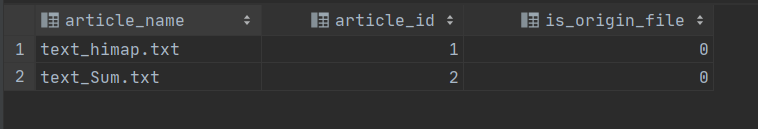 article_name article_id is_origin_file
1 text_himap.txt 1 0
2 text_Sum.txt 2 0